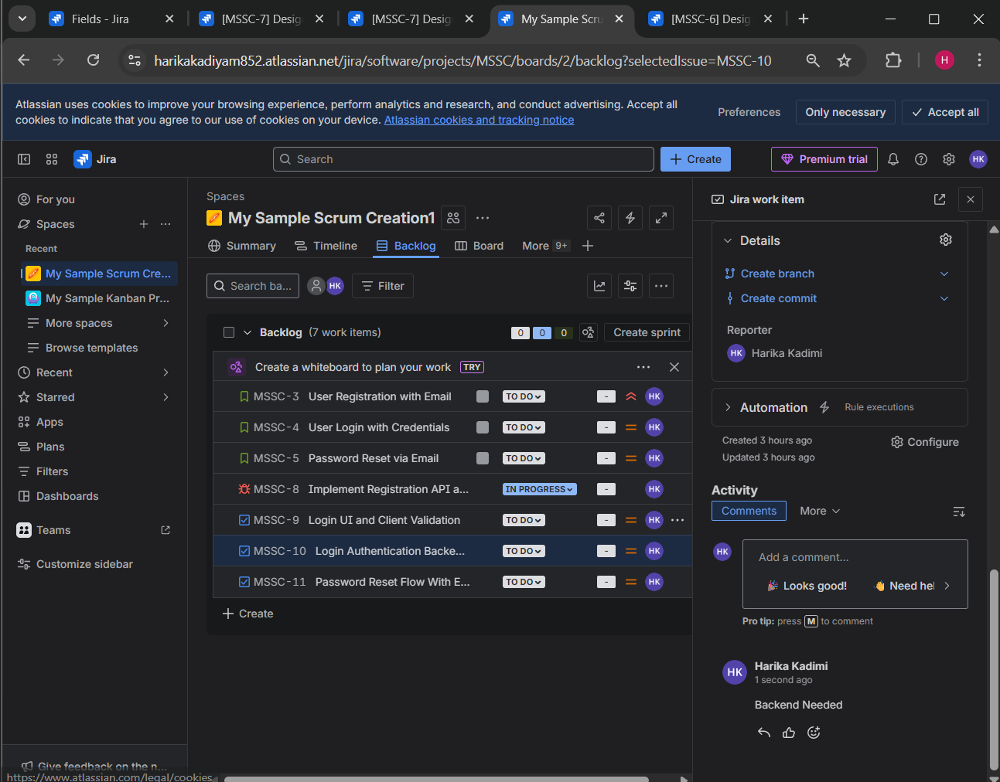 Fields - Jira
[MSSC-7] Desig
[MSSC-7] Desig
My Sample Scru
[MSSC-6] Desig
harikakadiyam852.atlassian.net/jira/software/projects/MSSC/boards/2/backlog?selectedIssue=MSSC-10
H
Atlassian uses cookies to improve your browsing experience, perform analytics and research, and conduct advertising. Accept all
cookies to indicate that you agree to our use of cookies on your device. Atlassian cookies and tracking notice
Preferences
Only necessary
Accept all
Jira
Search
Create
Premium trial
HK
For you
Spaces
Recent
My Sample Scrum Cre...
My Sample Kanban Pr...
More spaces
Browse templates
Recent
Starred
Apps
Plans
Filters
Dashboards
Teams
Customize sidebar
Give feedback on the n...
https://www.atlassian.com/legal/cookies
Spaces
My Sample Scrum Creation1
Summary
Timeline
Backlog
Board
More 9+
Search ba...
HK
Filter
Backlog (7 work items)
0 0 0
Create sprint
Create a whiteboard to plan your work TRY
MSSC-3 User Registration with Email TO DO - HK
MSSC-4 User Login with Credentials TO DO - HK
MSSC-5 Password Reset via Email TO DO - HK
MSSC-8 Implement Registration API a... IN PROGRESS - HK
MSSC-9 Login UI and Client Validation TO DO - HK
MSSC-10 Login Authentication Backe... TO DO - HK
MSSC-11 Password Reset Flow With E... TO DO - HK
Create
Jira work item
Details
Create branch
Create commit
Reporter
HK Harika Kadimi
Automation Rule executions
Created 3 hours ago
Updated 3 hours ago
Configure
Activity
Comments
More
HK
Add a comment...
Looks good!
Need hel
Pro tip: press M to comment
HK
Harika Kadimi
1 second ago
Backend Needed